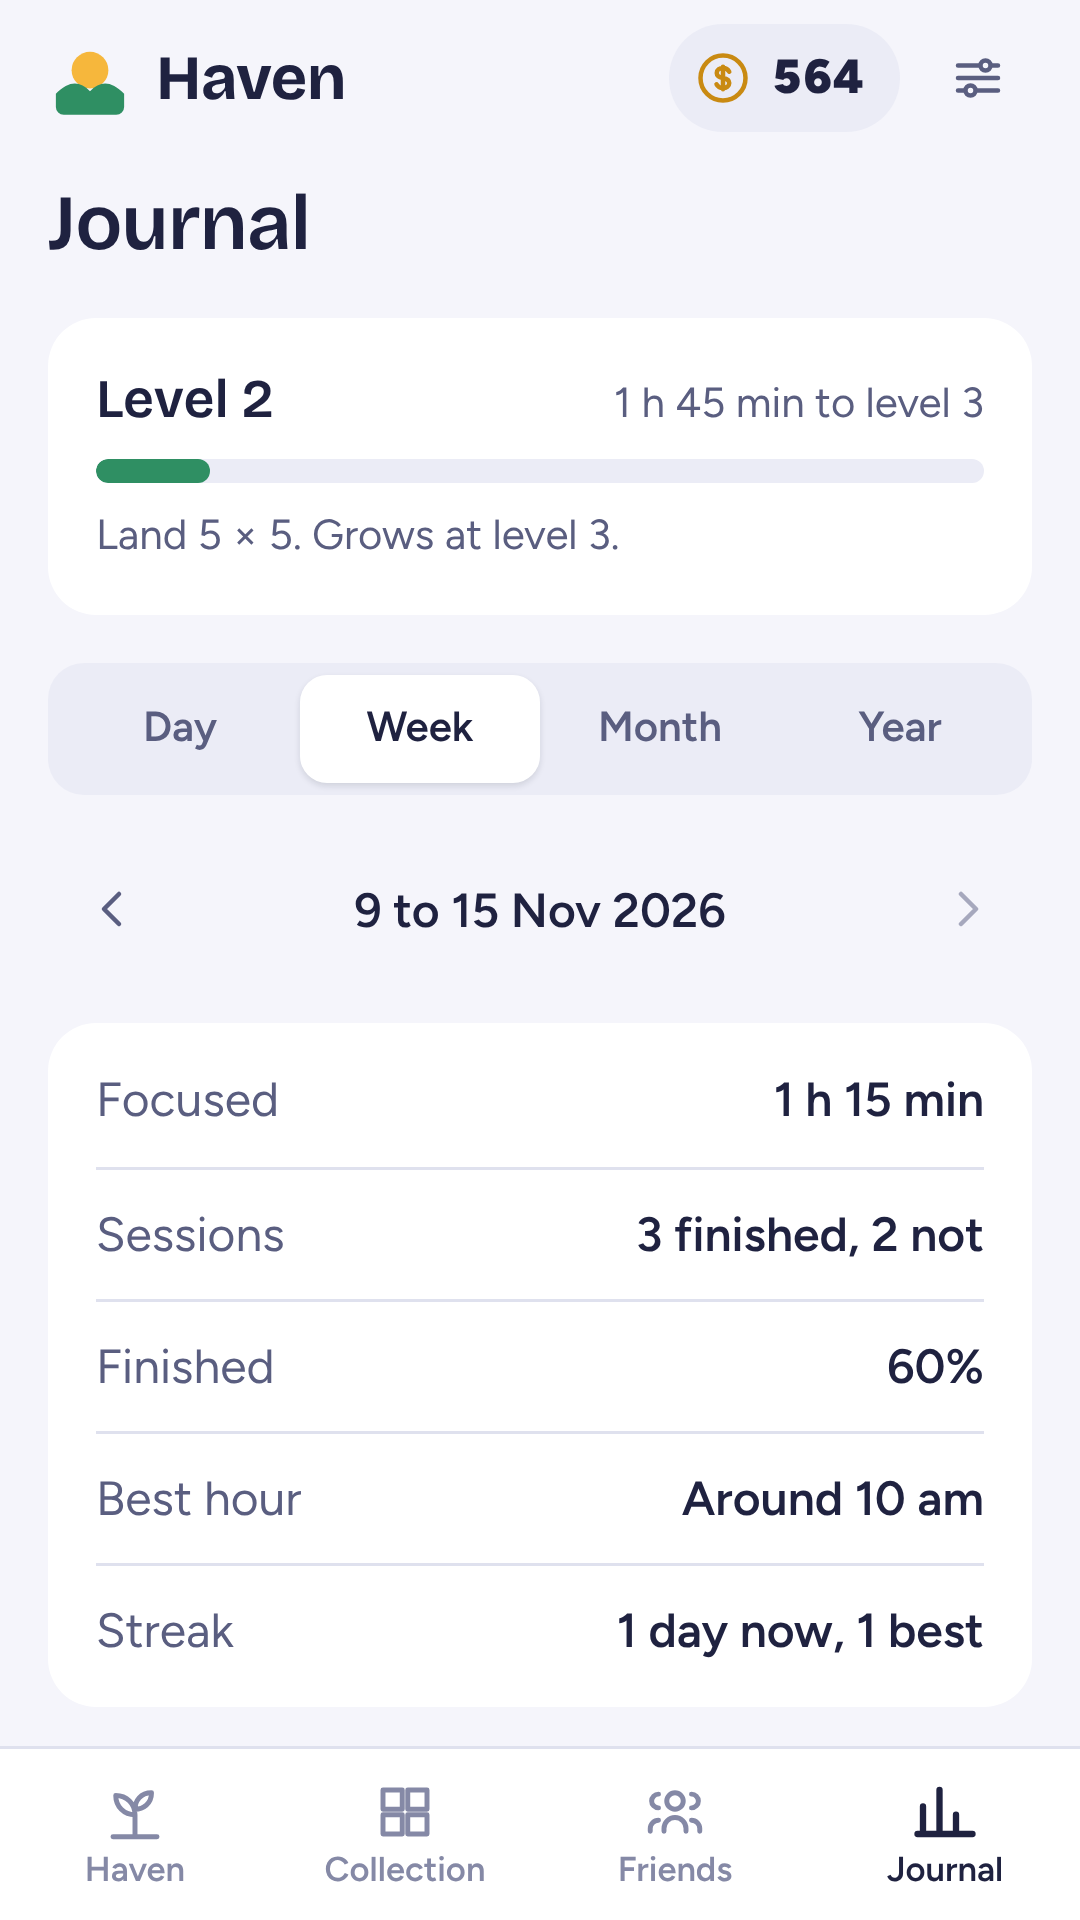 Haven
564
Journal
Level 2
1 h 45 min to level 3
Land 5 × 5. Grows at level 3.
Day Week Month Year
9 to 15 Nov 2026
Focused 1 h 15 min
Sessions 3 finished, 2 not
Finished 60%
Best hour Around 10 am
Streak 1 day now, 1 best
Haven Collection Friends Journal